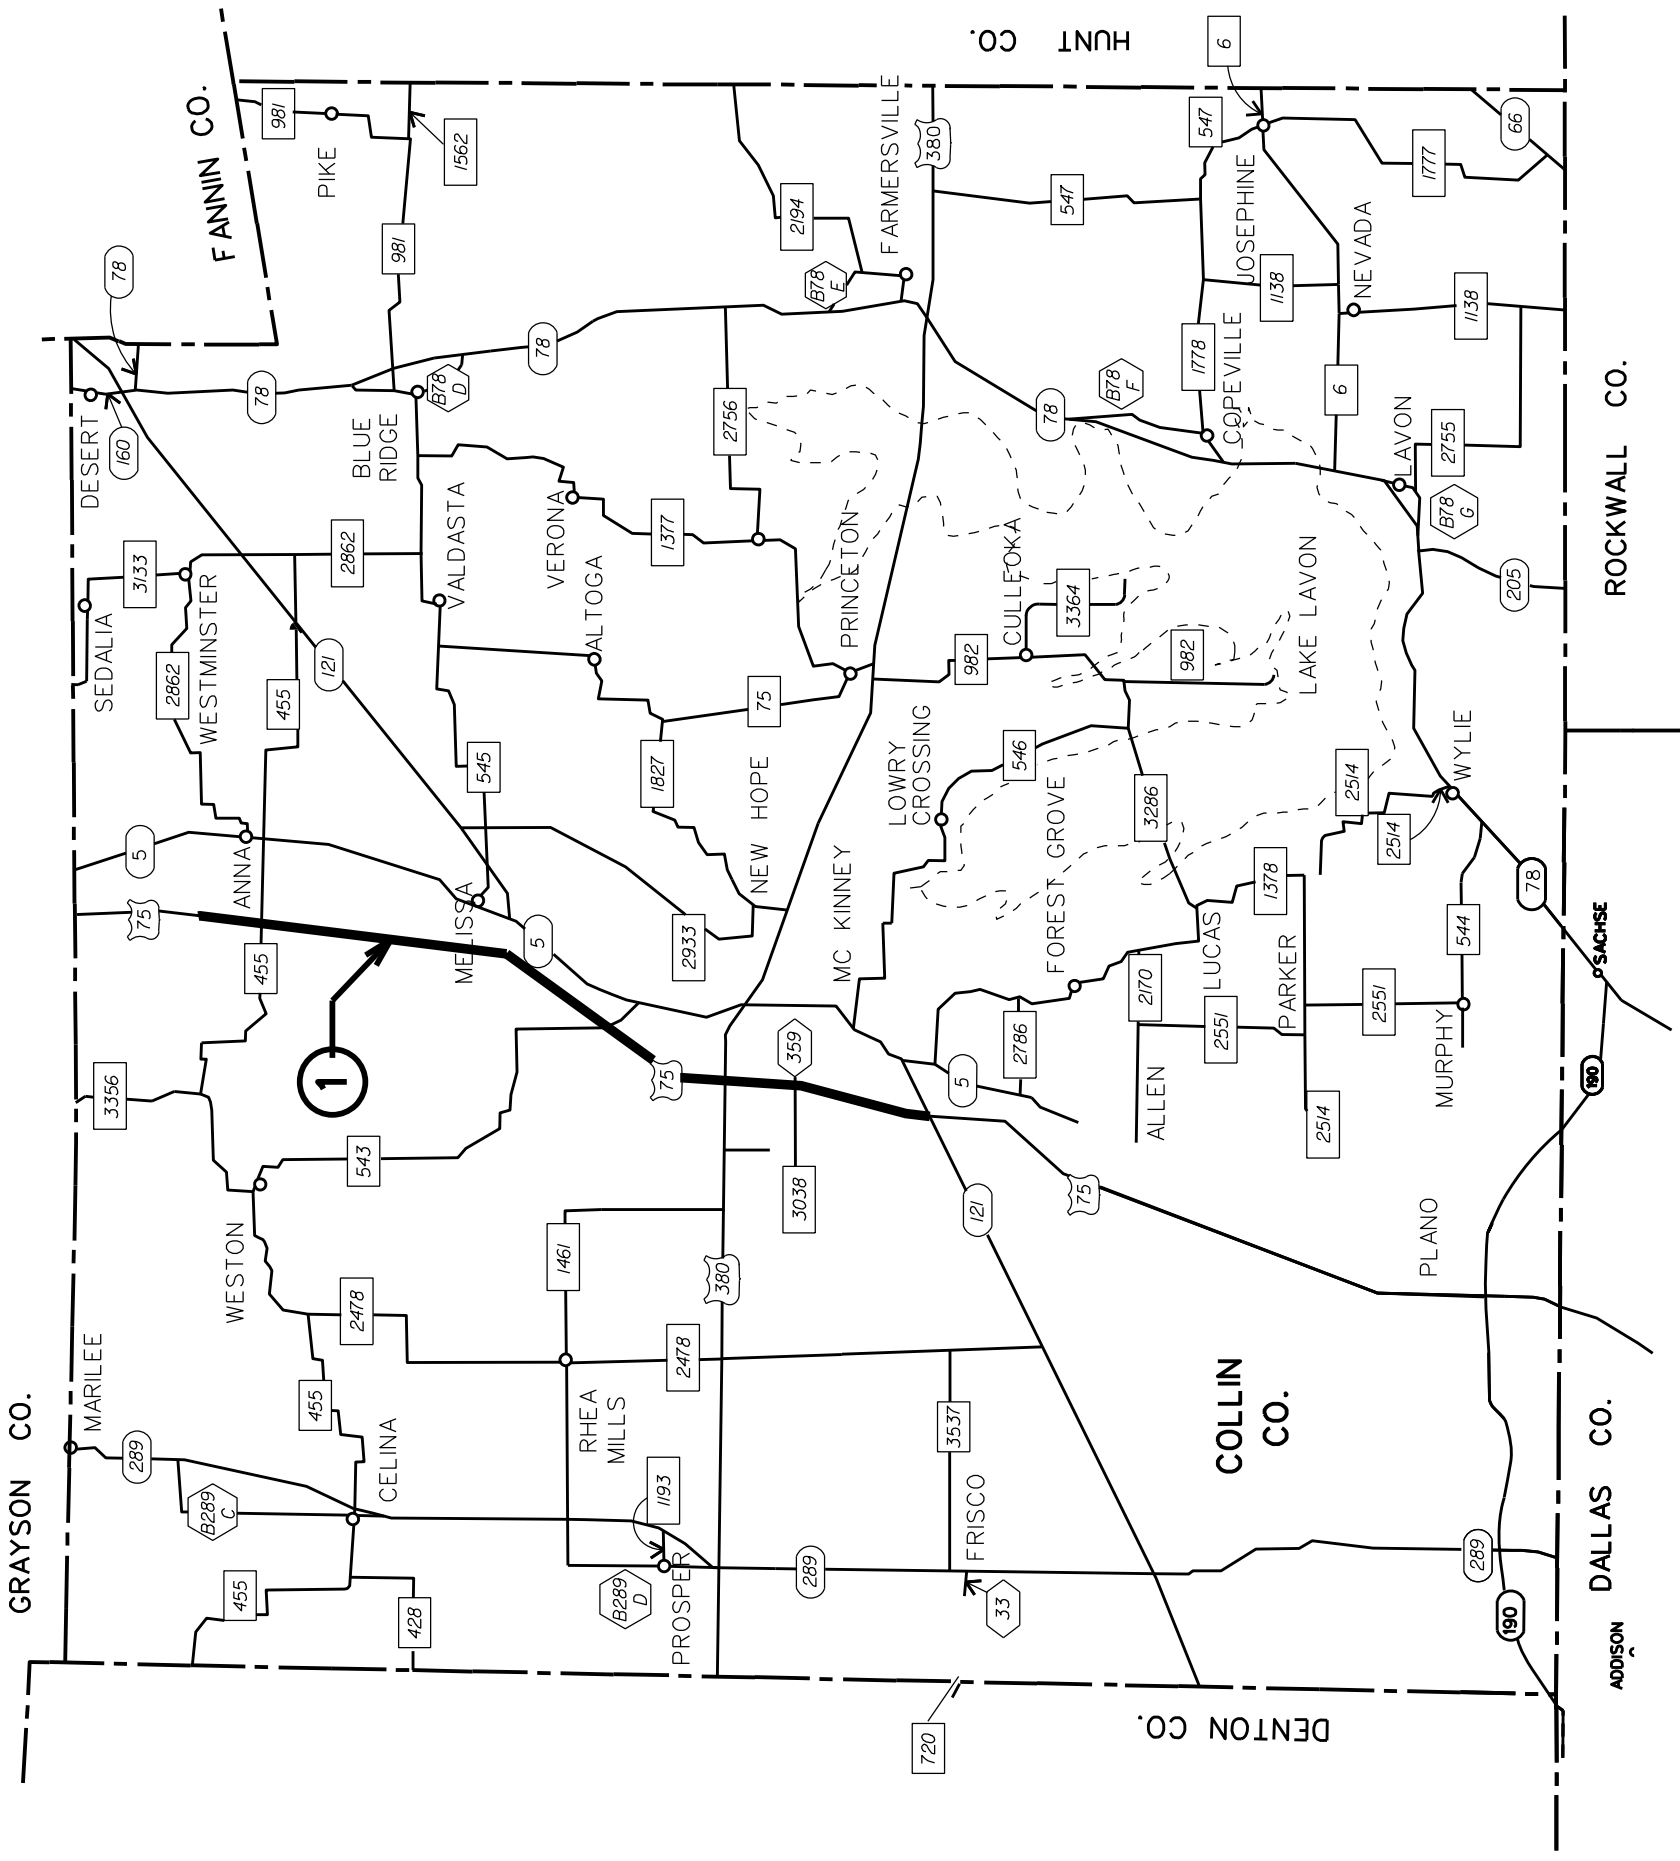 GRAYSON CO.
MARILEE
SEDALIA
DESERT
3356
289
5
3133
160
78
75
2862
WESTMINSTER
FANNIN CO.
455
B289
C
WESTON
ANNA
455
455
78
981
455
2478
1
121
2862
PIKE
543
BLUE
RIDGE
CELINA
981
428
VALDASTA
B78
D
1562
MELISSA
545
5
78
1461
VERONA
RHEA
MILLS
ALTOGA
B289
D
1193
75
1827
1377
PROSPER
2478
2933
380
NEW HOPE
75
2756
289
3038
359
2194
MC KINNEY
PRINCETON
B78
E
720
LOWRY
CROSSING
FARMERSVILLE
380
FRISCO
3537
121
5
982
HUNT CO.
33
2786
546
CULLEOKA
FOREST GROVE
3364
78
547
75
DENTON CO.
ALLEN
2170
3286
982
B78
F
COLLIN
CO.
2551
LUCAS
1778
COPEVILLE
547
6
JOSEPHINE
1378
1138
PARKER
LAKE LAVON
2514
2551
2514
6
NEVADA
2514
LAVON
PLANO
MURPHY
544
WYLIE
2755
B78
G
1777
1138
289
190
78
205
66
190
SACHSE
DALLAS CO.
ADDISON
ROCKWALL CO.